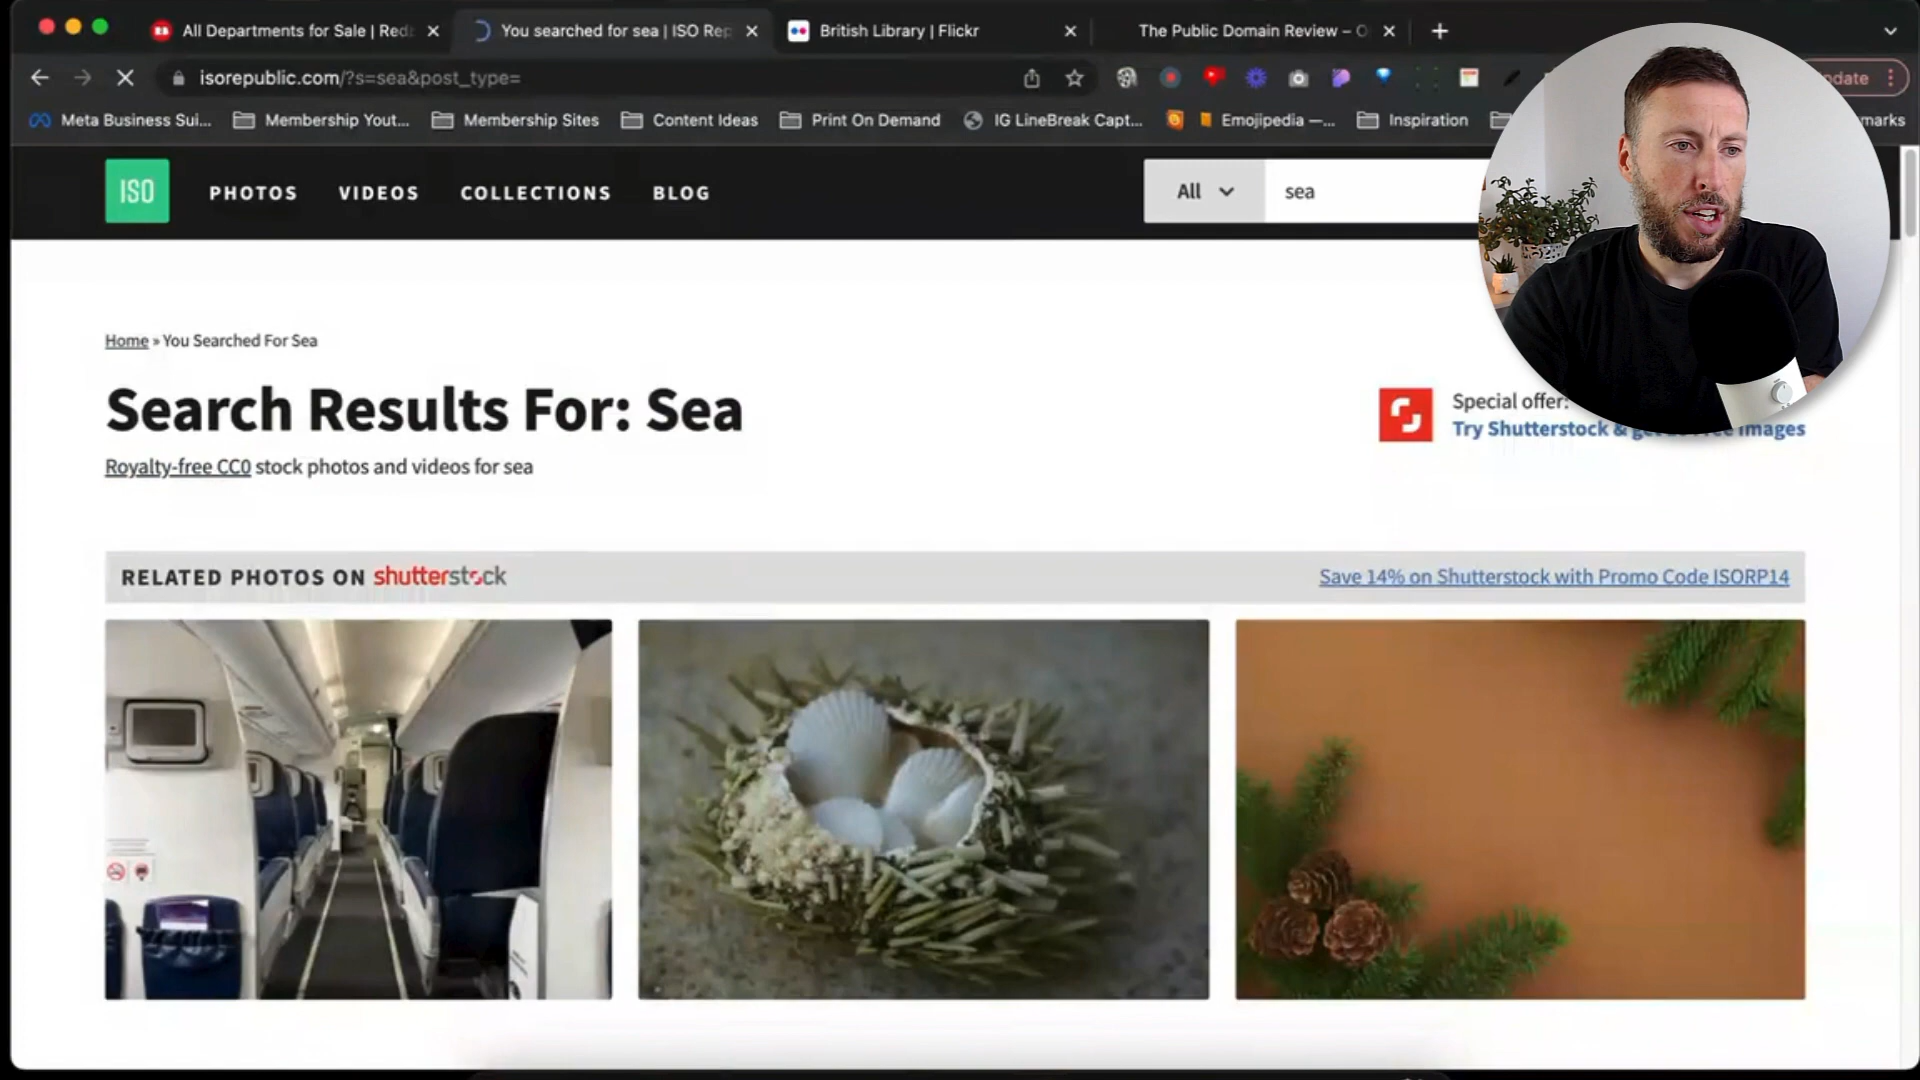 All Departments for Sale | Red
You searched for sea | ISO Rep
British Library | Flickr
The Public Domain Review – O
isorepublic.com/?s=sea&post_type=
date
Meta Business Sui...
Membership Yout...
Membership Sites
Content Ideas
Print On Demand
IG LineBreak Capt...
Emojipedia —...
Inspiration
marks
ISO
PHOTOS
VIDEOS
COLLECTIONS
BLOG
All
sea
Home » You Searched For Sea
Search Results For: Sea
Royalty-free CC0 stock photos and videos for sea
Special offer:
Try Shutterstock & images
RELATED PHOTOS ON shutterstock
Save 14% on Shutterstock with Promo Code ISORP14